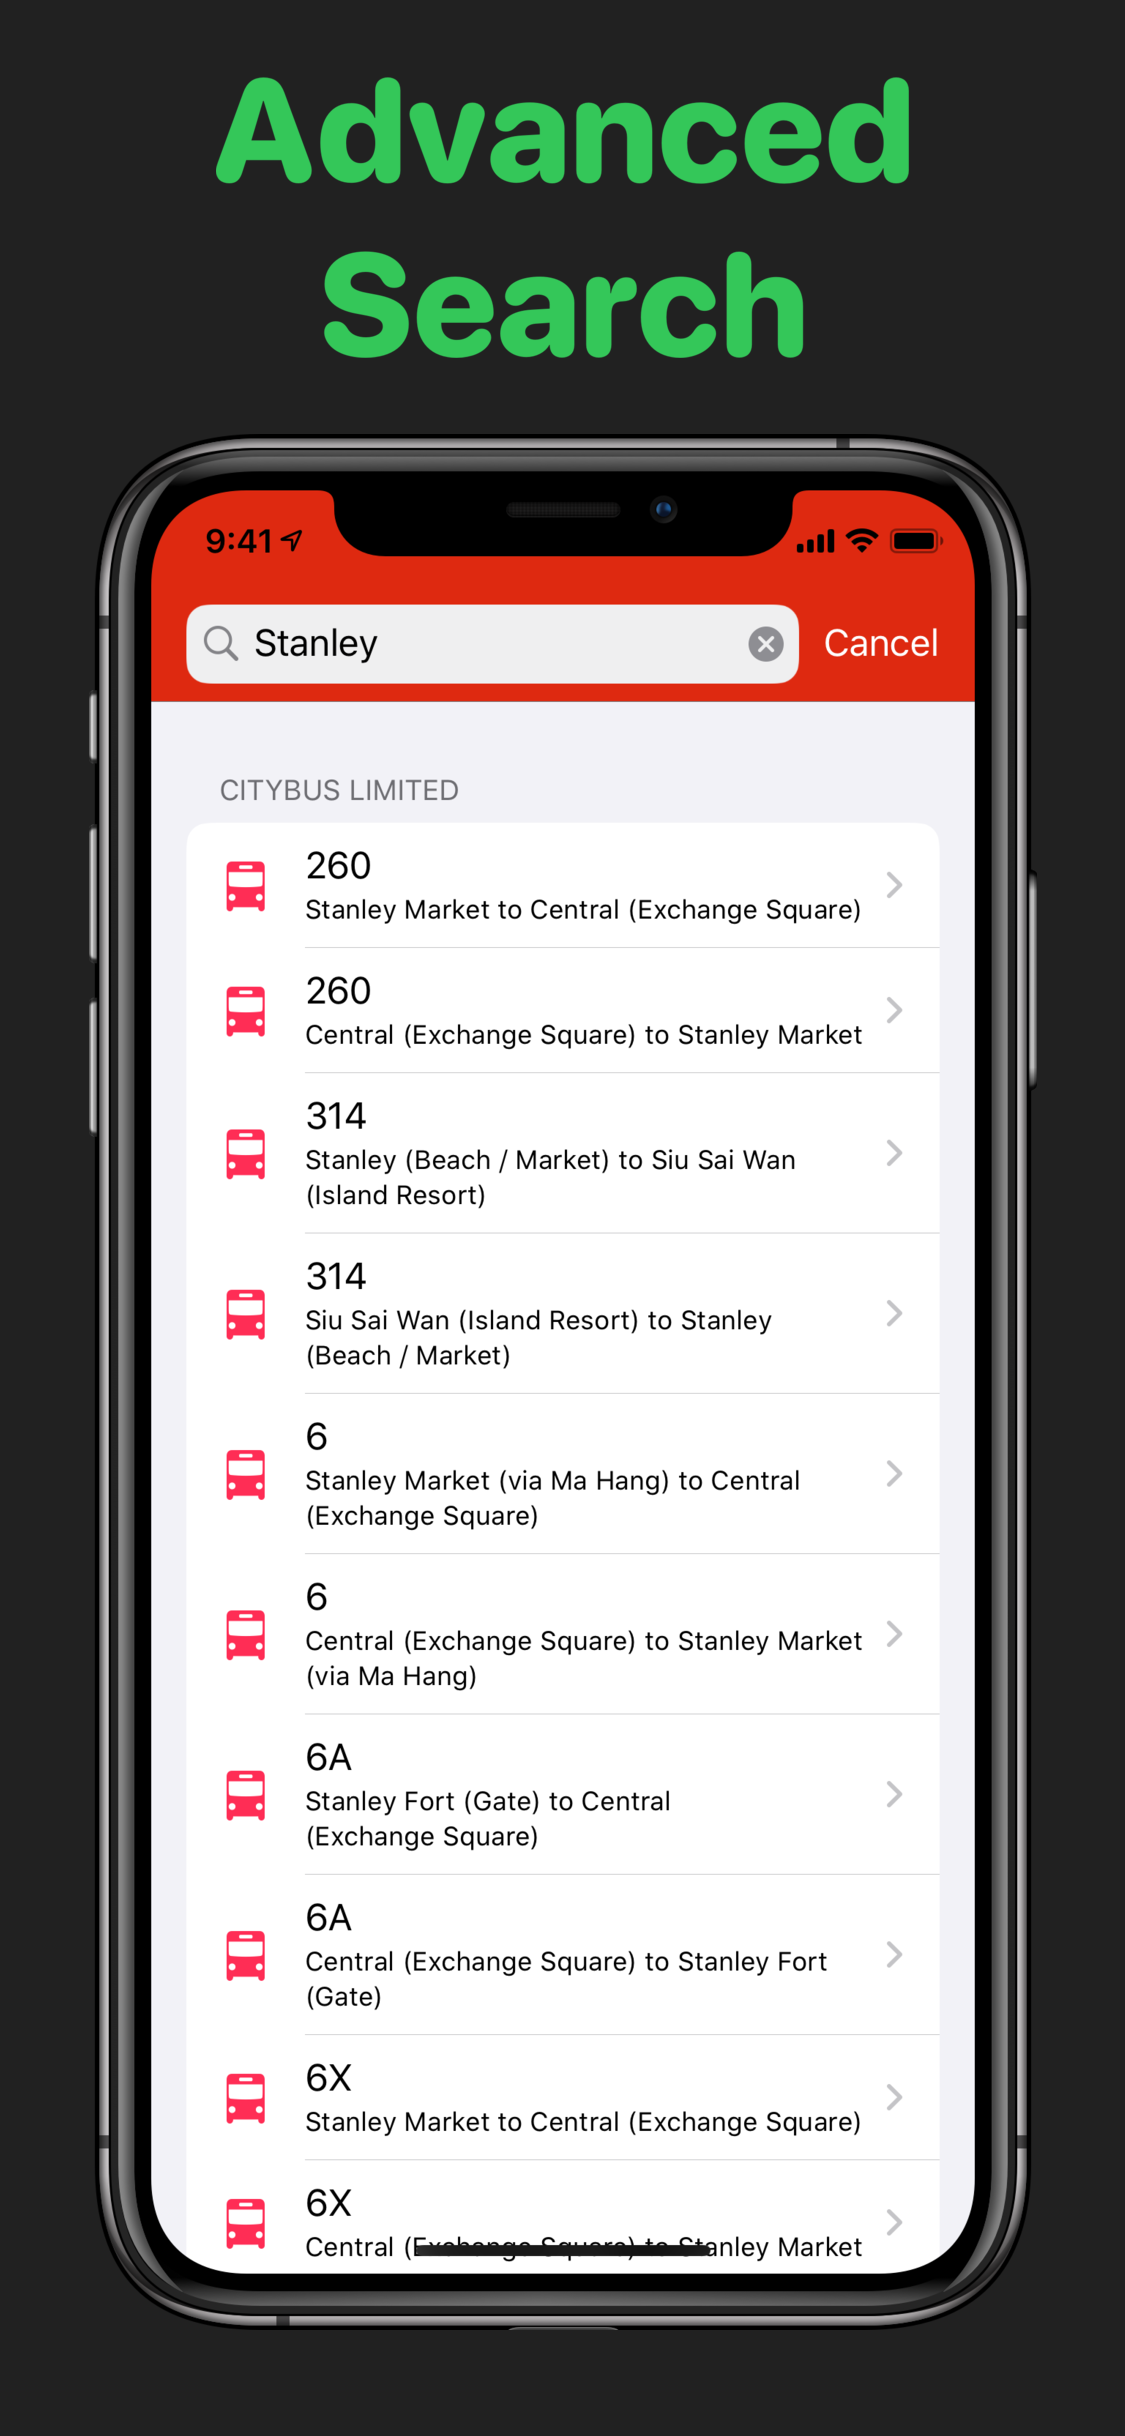 Advanced
Search
9:41
Stanley
Cancel
CITYBUS LIMITED
260
Stanley Market to Central (Exchange Square)
260
Central (Exchange Square) to Stanley Market
314
Stanley (Beach / Market) to Siu Sai Wan
(Island Resort)
314
Siu Sai Wan (Island Resort) to Stanley
(Beach / Market)
6
Stanley Market (via Ma Hang) to Central
(Exchange Square)
6
Central (Exchange Square) to Stanley Market
(via Ma Hang)
6A
Stanley Fort (Gate) to Central
(Exchange Square)
6A
Central (Exchange Square) to Stanley Fort
(Gate)
6X
Stanley Market to Central (Exchange Square)
6X
Central (Exchange Square) to Stanley Market